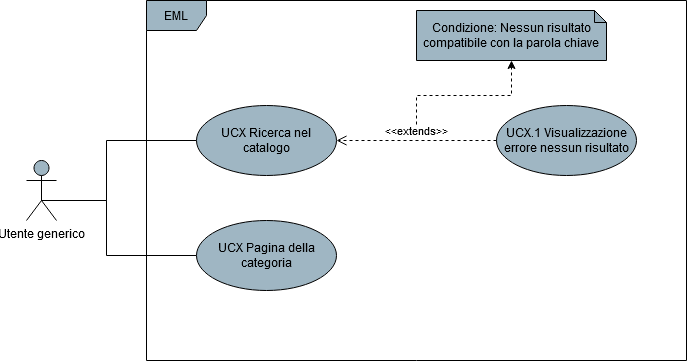 EML
Condizione: Nessun risultato
compatibile con la parola chiave
UCX Ricerca nel
catalogo
<<extends>>
UCX.1 Visualizzazione
errore nessun risultato
Utente generico
UCX Pagina della
categoria